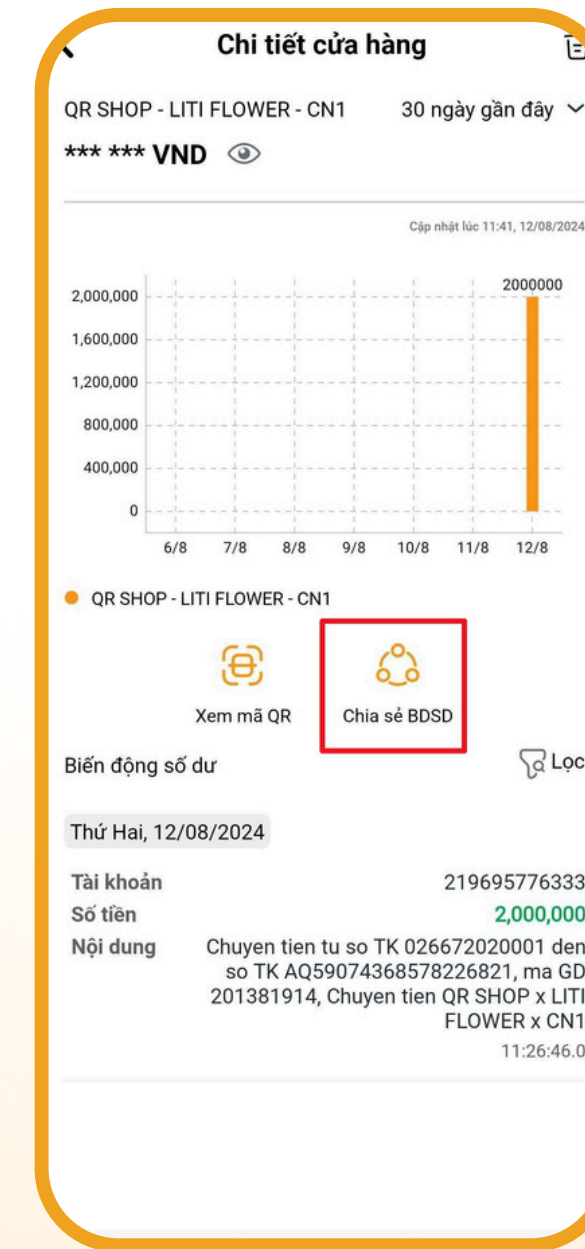 Chi tiết cửa hàng
QR SHOP - LITI FLOWER - CN1 30 ngày gần đây
*** *** VND
Cập nhật lúc 11:41, 12/08/2024
2000000
2,000,000
1,600,000
1,200,000
800,000
400,000
0
6/8 7/8 8/8 9/8 10/8 11/8 12/8
QR SHOP - LITI FLOWER - CN1
Xem mã QR Chia sẻ BDSD
Biến động số dư Lọc
Thứ Hai, 12/08/2024
Tài khoản 219695776333
Số tiền 2,000,000
Nội dung Chuyen tien tu so TK 026672020001 den
so TK AQ59074368578226821, ma GD
201381914, Chuyen tien QR SHOP x LITI
FLOWER x CN1
11:26:46.0